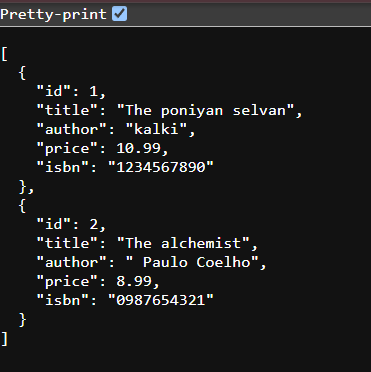 Pretty-print
[
  {
    "id": 1,
    "title": "The poniyan selvan",
    "author": "kalki",
    "price": 10.99,
    "isbn": "1234567890"
  },
  {
    "id": 2,
    "title": "The alchemist",
    "author": " Paulo Coelho",
    "price": 8.99,
    "isbn": "0987654321"
  }
]